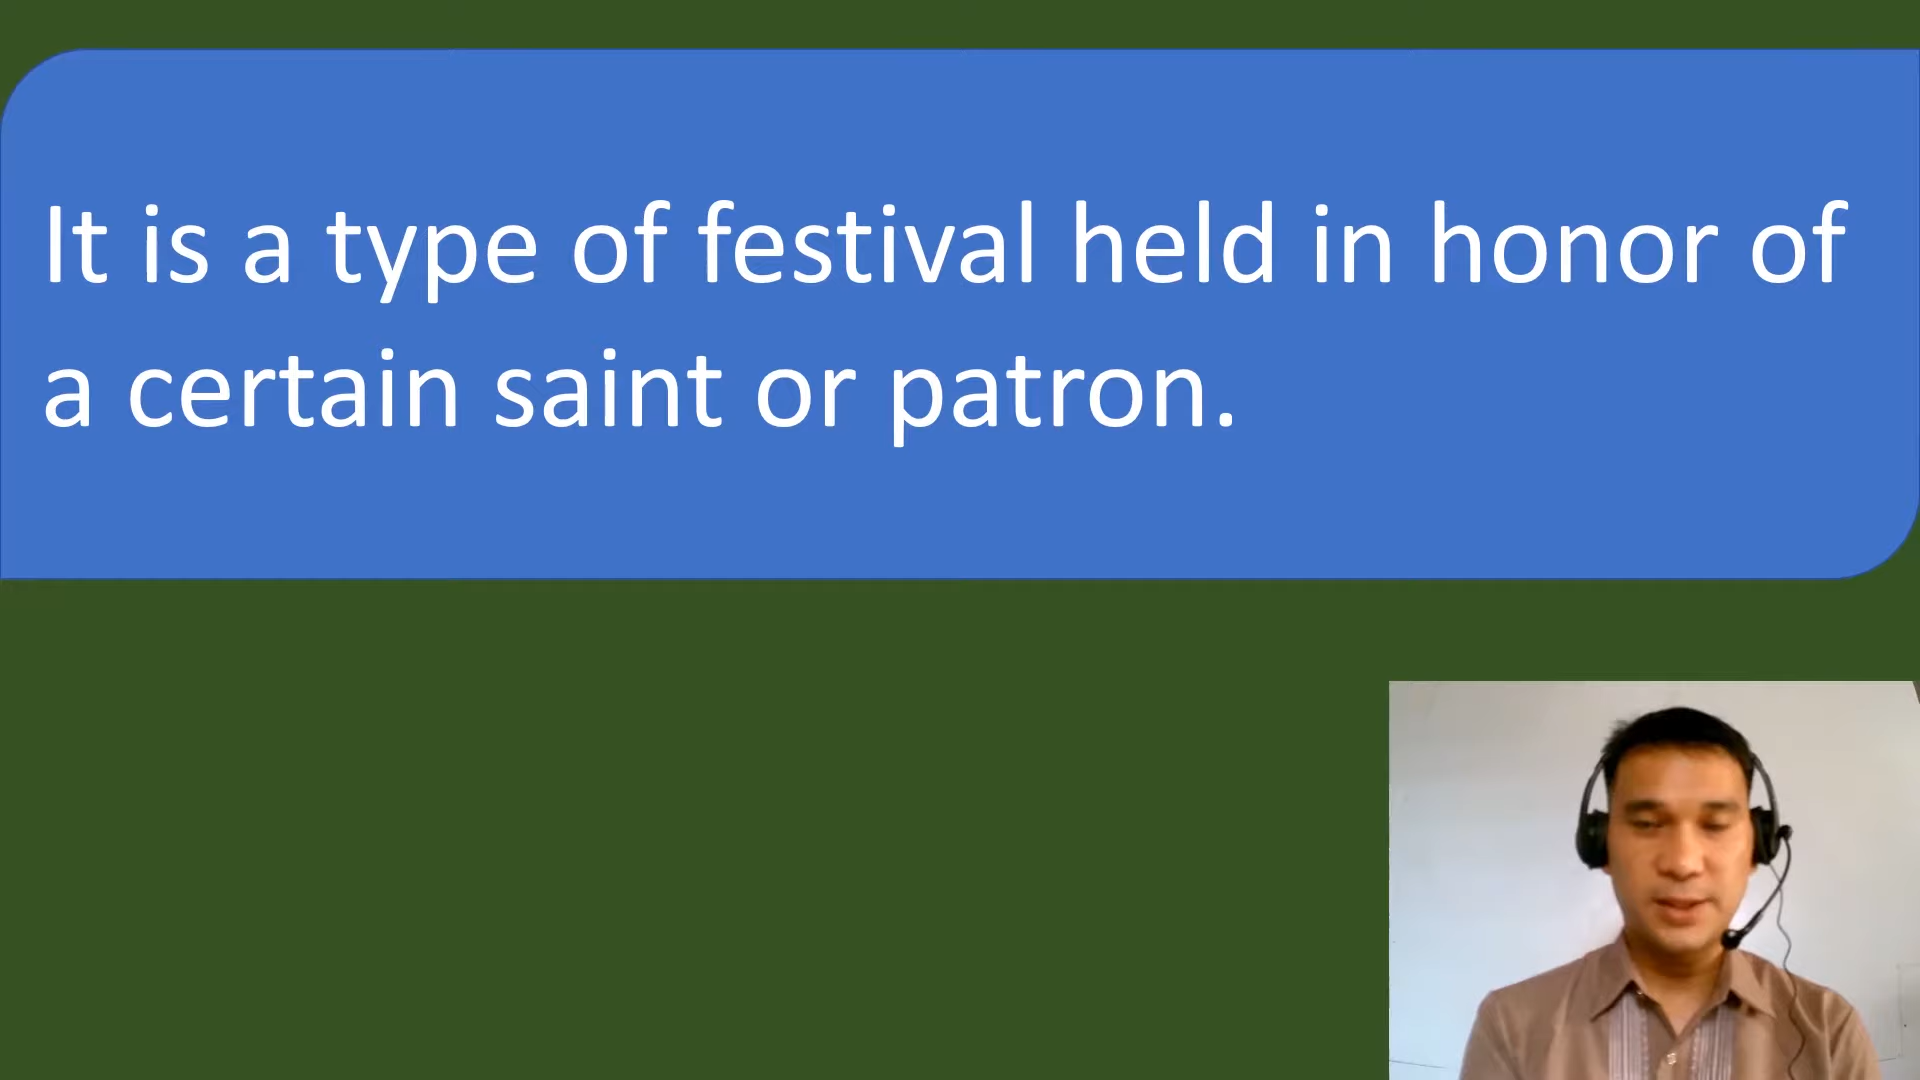 It is a type of festival held in honor of
a certain saint or patron.